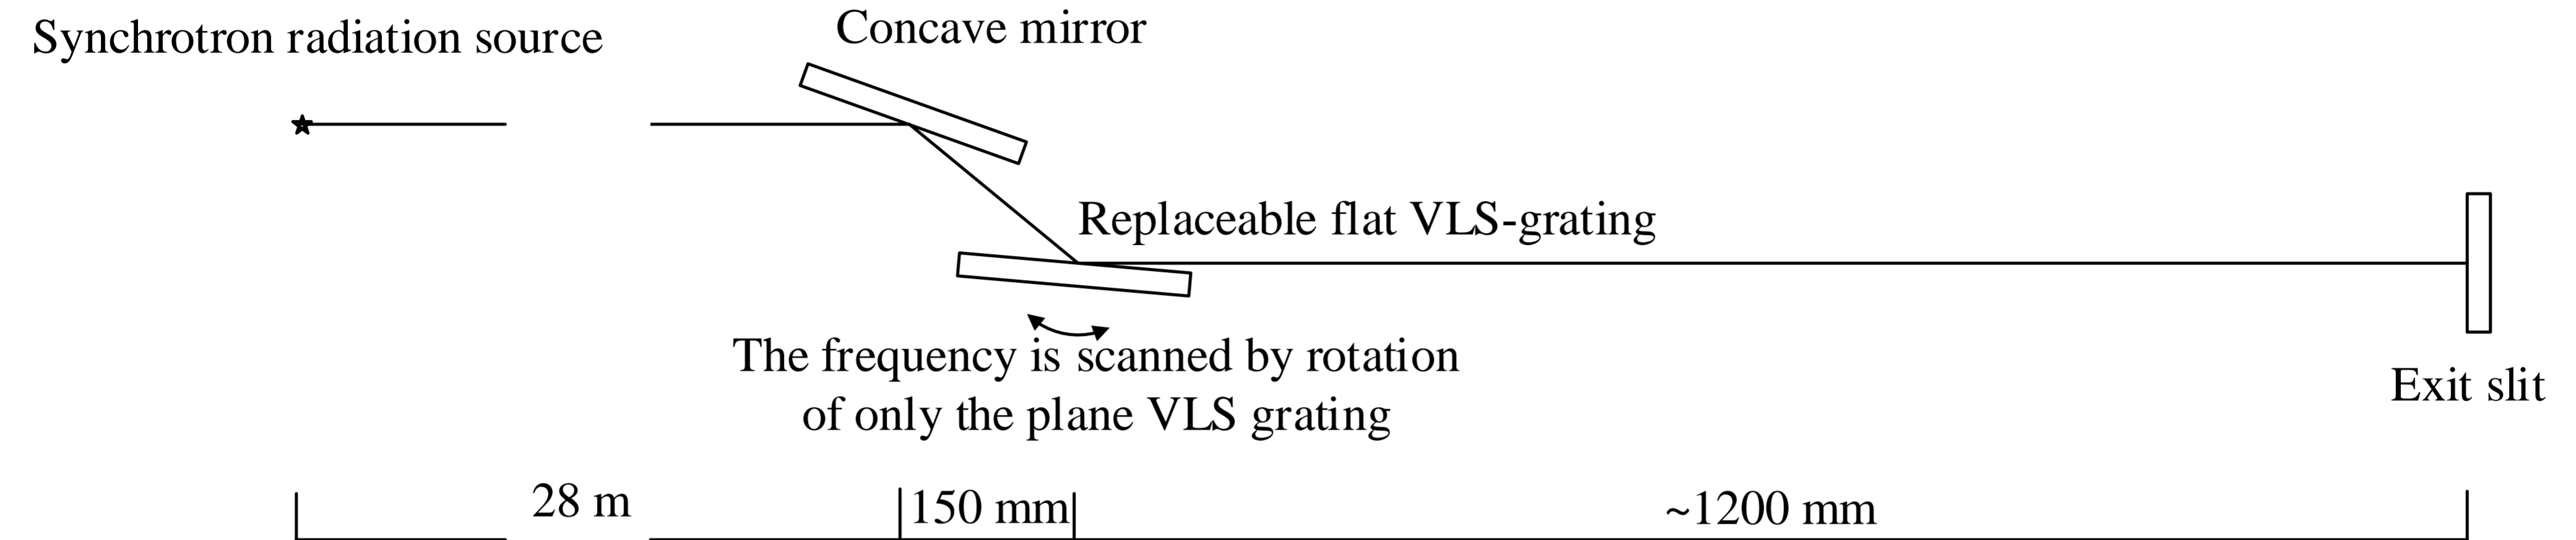 Synchrotron radiation source
Concave mirror
Replaceable flat VLS-grating
The frequency is scanned by rotation
of only the plane VLS grating
Exit slit
28 m
150 mm
~1200 mm